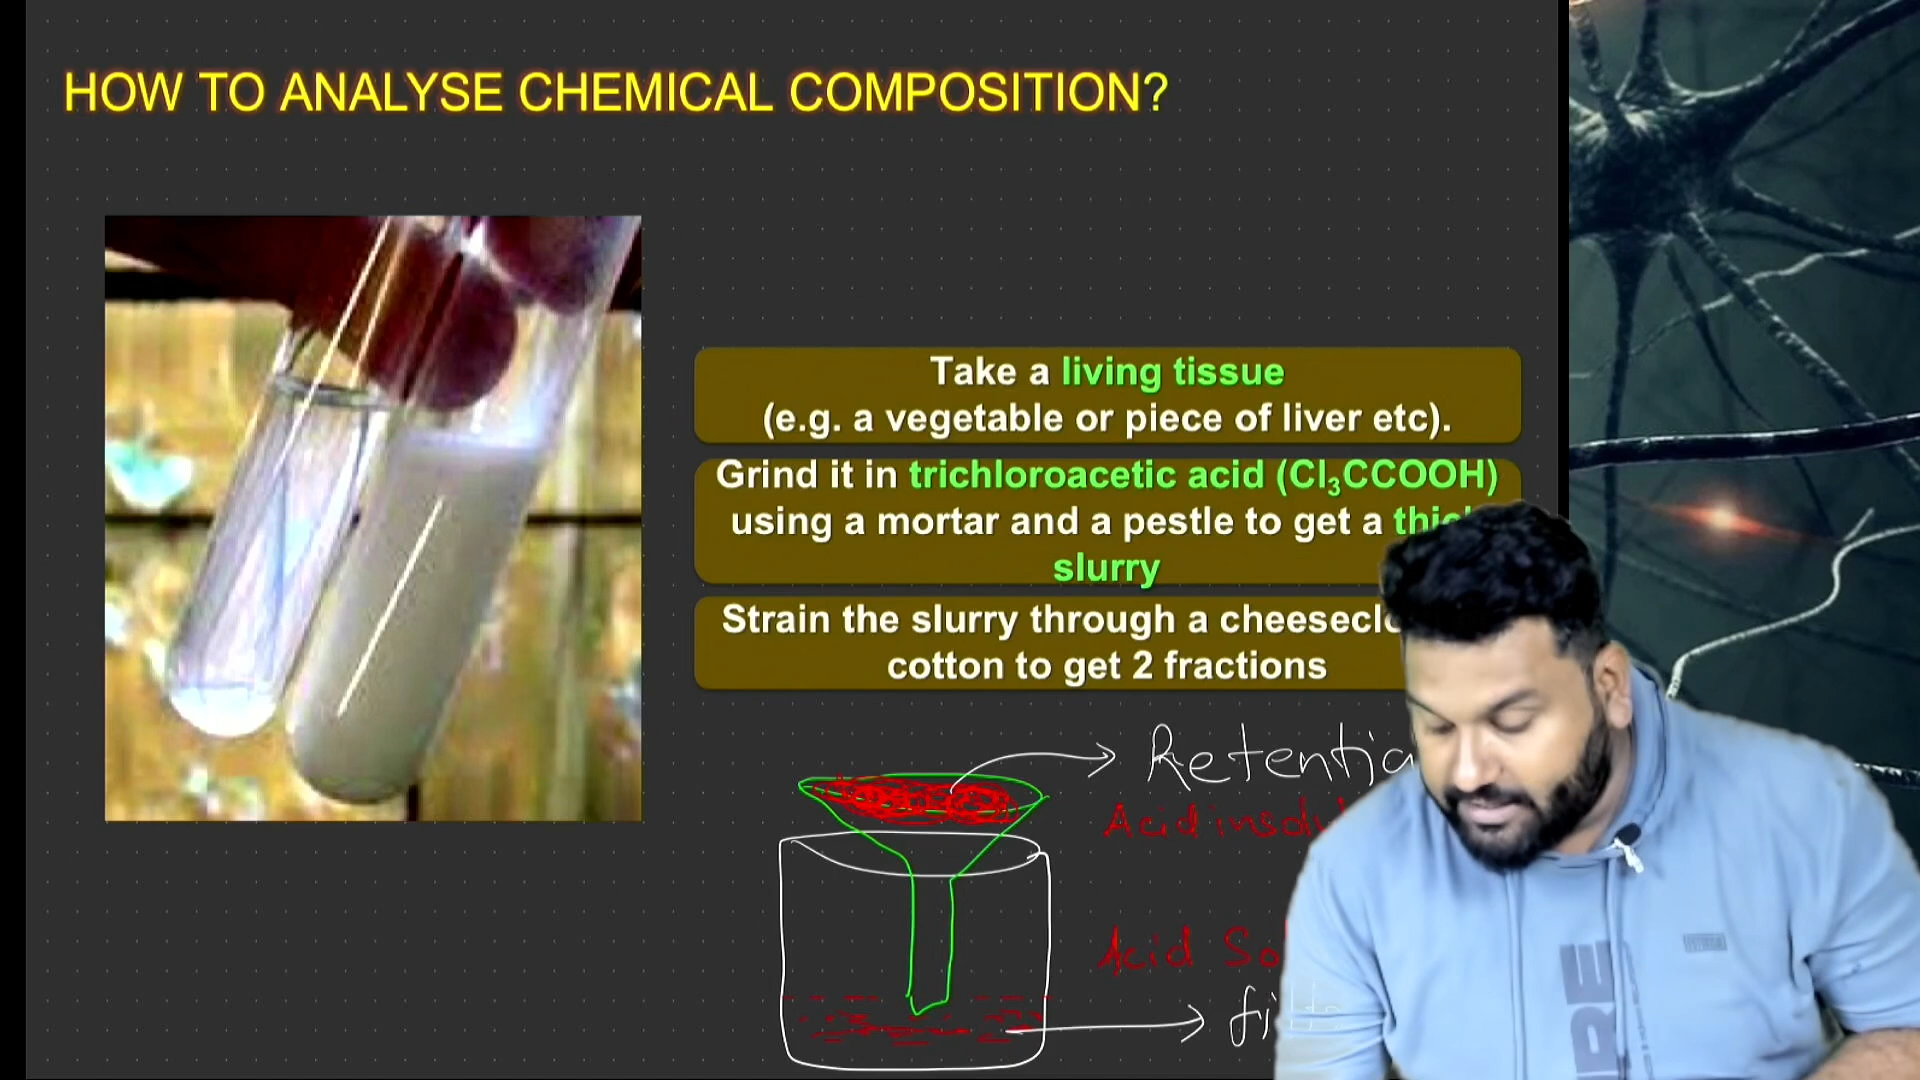 HOW TO ANALYSE CHEMICAL COMPOSITION?
Take a living tissue
(e.g. a vegetable or piece of liver etc).
Grind it in trichloroacetic acid (Cl₃CCOOH)
using a mortar and a pestle to get a
slurry
Strain the slurry through a
cotton to get 2 fractions
Acid